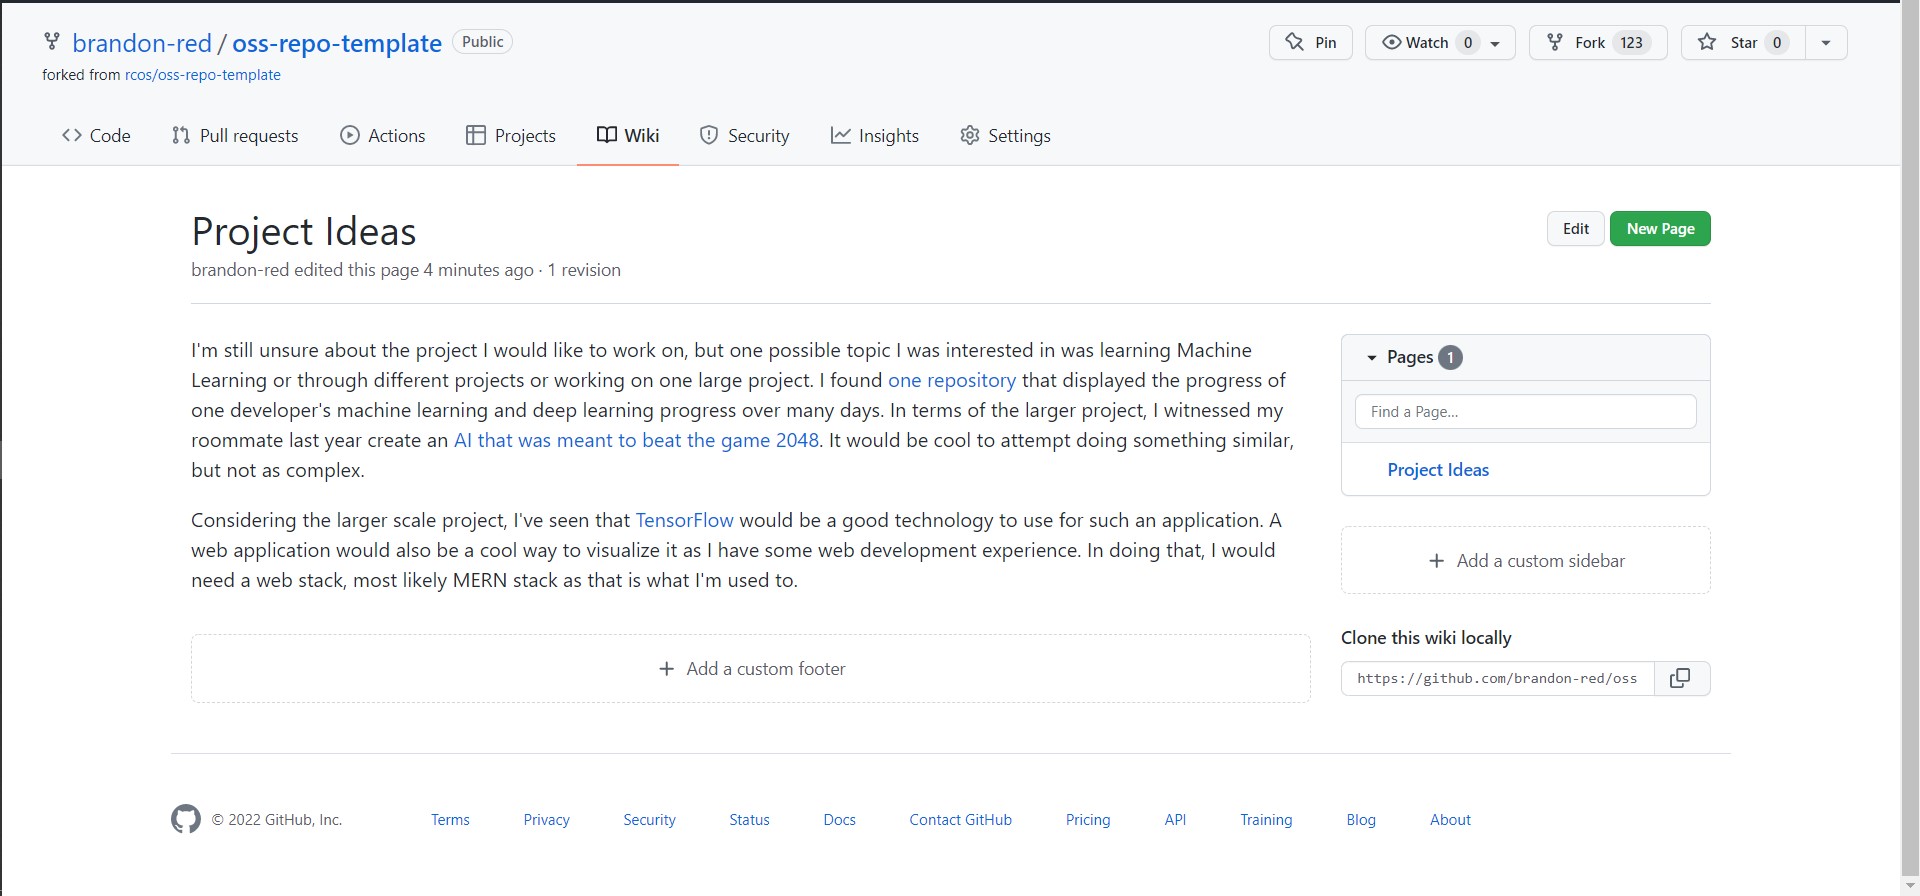 brandon-red / oss-repo-template Public
Pin Watch 0 Fork 123 Star 0
forked from rcos/oss-repo-template
Code Pull requests Actions Projects Wiki Security Insights Settings
Project Ideas
Edit New Page
brandon-red edited this page 4 minutes ago · 1 revision
I'm still unsure about the project I would like to work on, but one possible topic I was interested in was learning Machine
Learning or through different projects or working on one large project. I found one repository that displayed the progress of
one developer's machine learning and deep learning progress over many days. In terms of the larger project, I witnessed my
roommate last year create an AI that was meant to beat the game 2048. It would be cool to attempt doing something similar,
but not as complex.
Considering the larger scale project, I've seen that TensorFlow would be a good technology to use for such an application. A
web application would also be a cool way to visualize it as I have some web development experience. In doing that, I would
need a web stack, most likely MERN stack as that is what I'm used to.
Add a custom footer
Pages 1
Find a Page...
Project Ideas
Add a custom sidebar
Clone this wiki locally
https://github.com/brandon-red/oss
© 2022 GitHub, Inc. Terms Privacy Security Status Docs Contact GitHub Pricing API Training Blog About